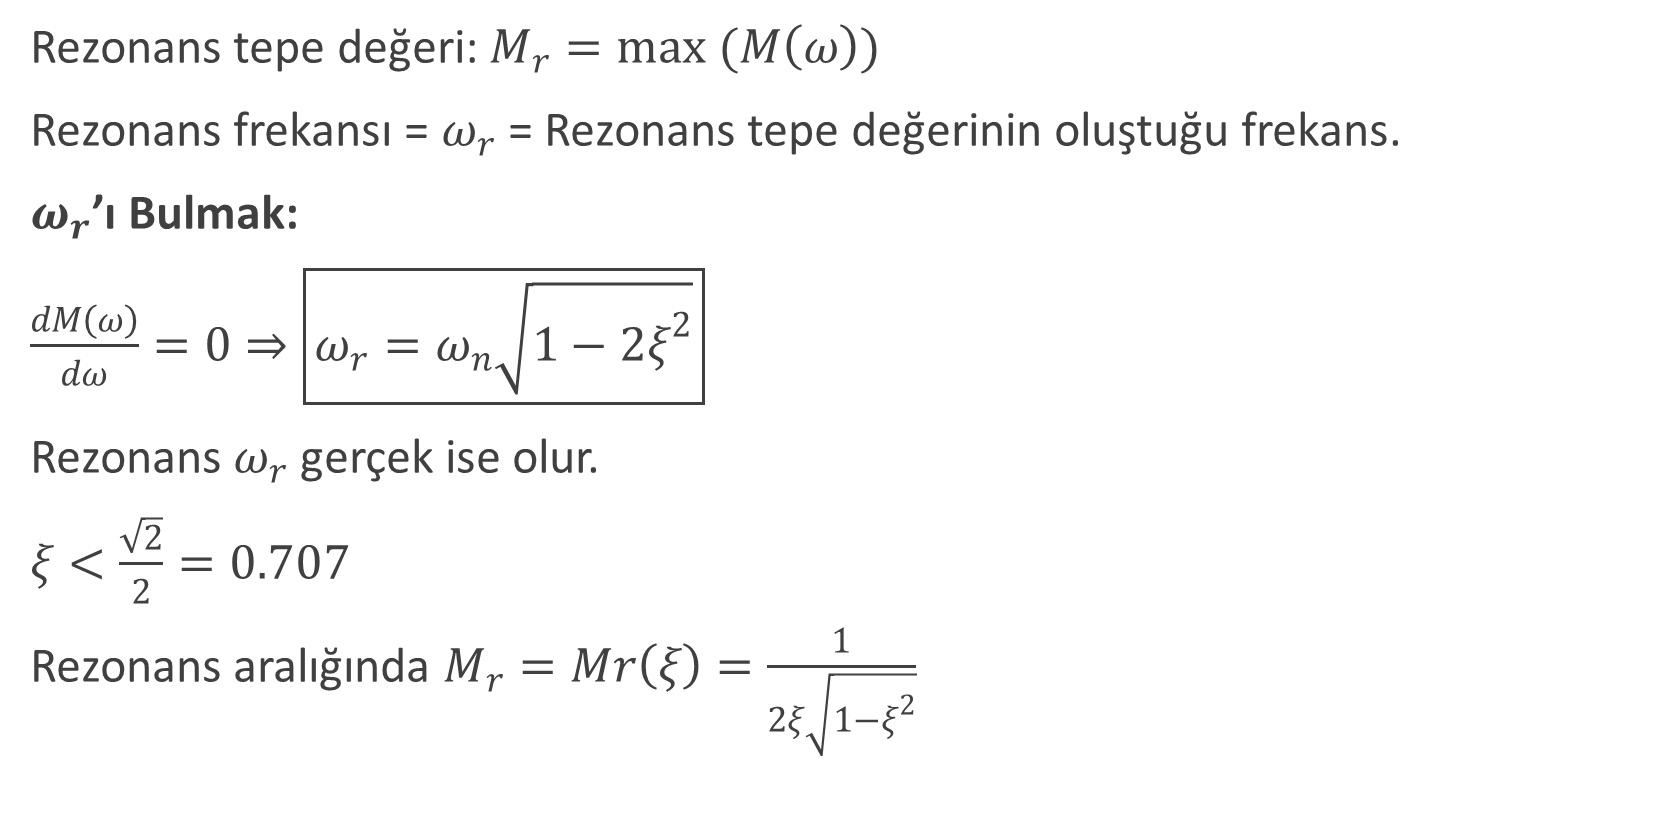 Rezonans tepe değeri: M_r = max (M(ω))
Rezonans frekansı = ω_r = Rezonans tepe değerinin oluştuğu frekans.
ω_r’ı Bulmak:
dM(ω)/dω = 0 ⇒ ω_r = ω_n√(1 − 2ξ²)
Rezonans ω_r gerçek ise olur.
ξ < √2/2 = 0.707
Rezonans aralığında M_r = Mr(ξ) = 1/(2ξ√(1−ξ²))